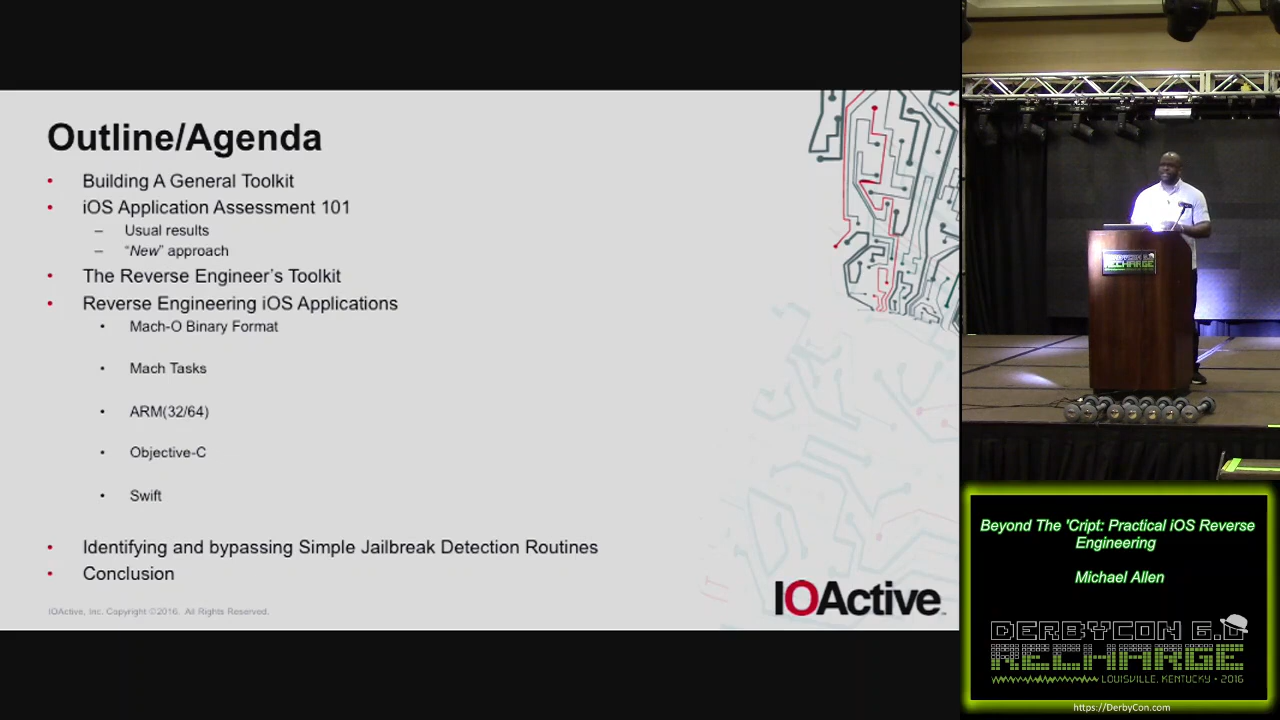 Outline/Agenda
• Building A General Toolkit
• iOS Application Assessment 101
– Usual results
– “New” approach
• The Reverse Engineer’s Toolkit
• Reverse Engineering iOS Applications
• Mach-O Binary Format
• Mach Tasks
• ARM(32/64)
• Objective-C
• Swift
• Identifying and bypassing Simple Jailbreak Detection Routines
• Conclusion
IOActive, Inc. Copyright ©2016. All Rights Reserved.
IOActive™
RECHARGE
Beyond The 'Cript: Practical iOS Reverse
Engineering
Michael Allen
DERBYCON 6.0
RECHARGE
LOUISVILLE, KENTUCKY • 2016
https://DerbyCon.com